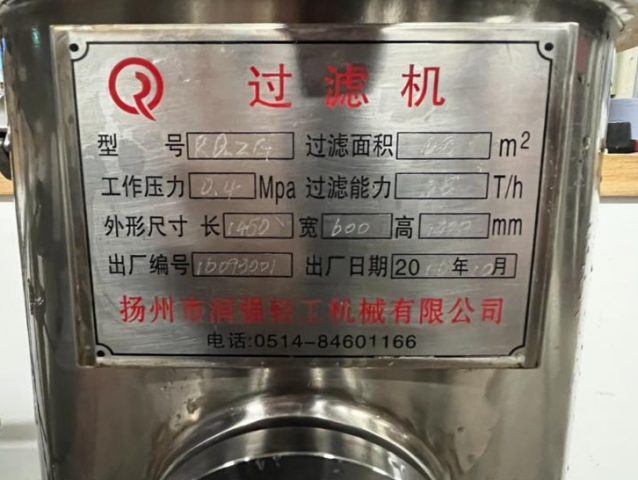 过滤机
型 号 过滤面积 m²
工作压力 0.4 Mpa 过滤能力 T/h
外形尺寸 长 1450 宽 600 高 mm
出厂编号 16093001 出厂日期 20 年 月
扬州市润强轻工机械有限公司
电话:0514-84601166